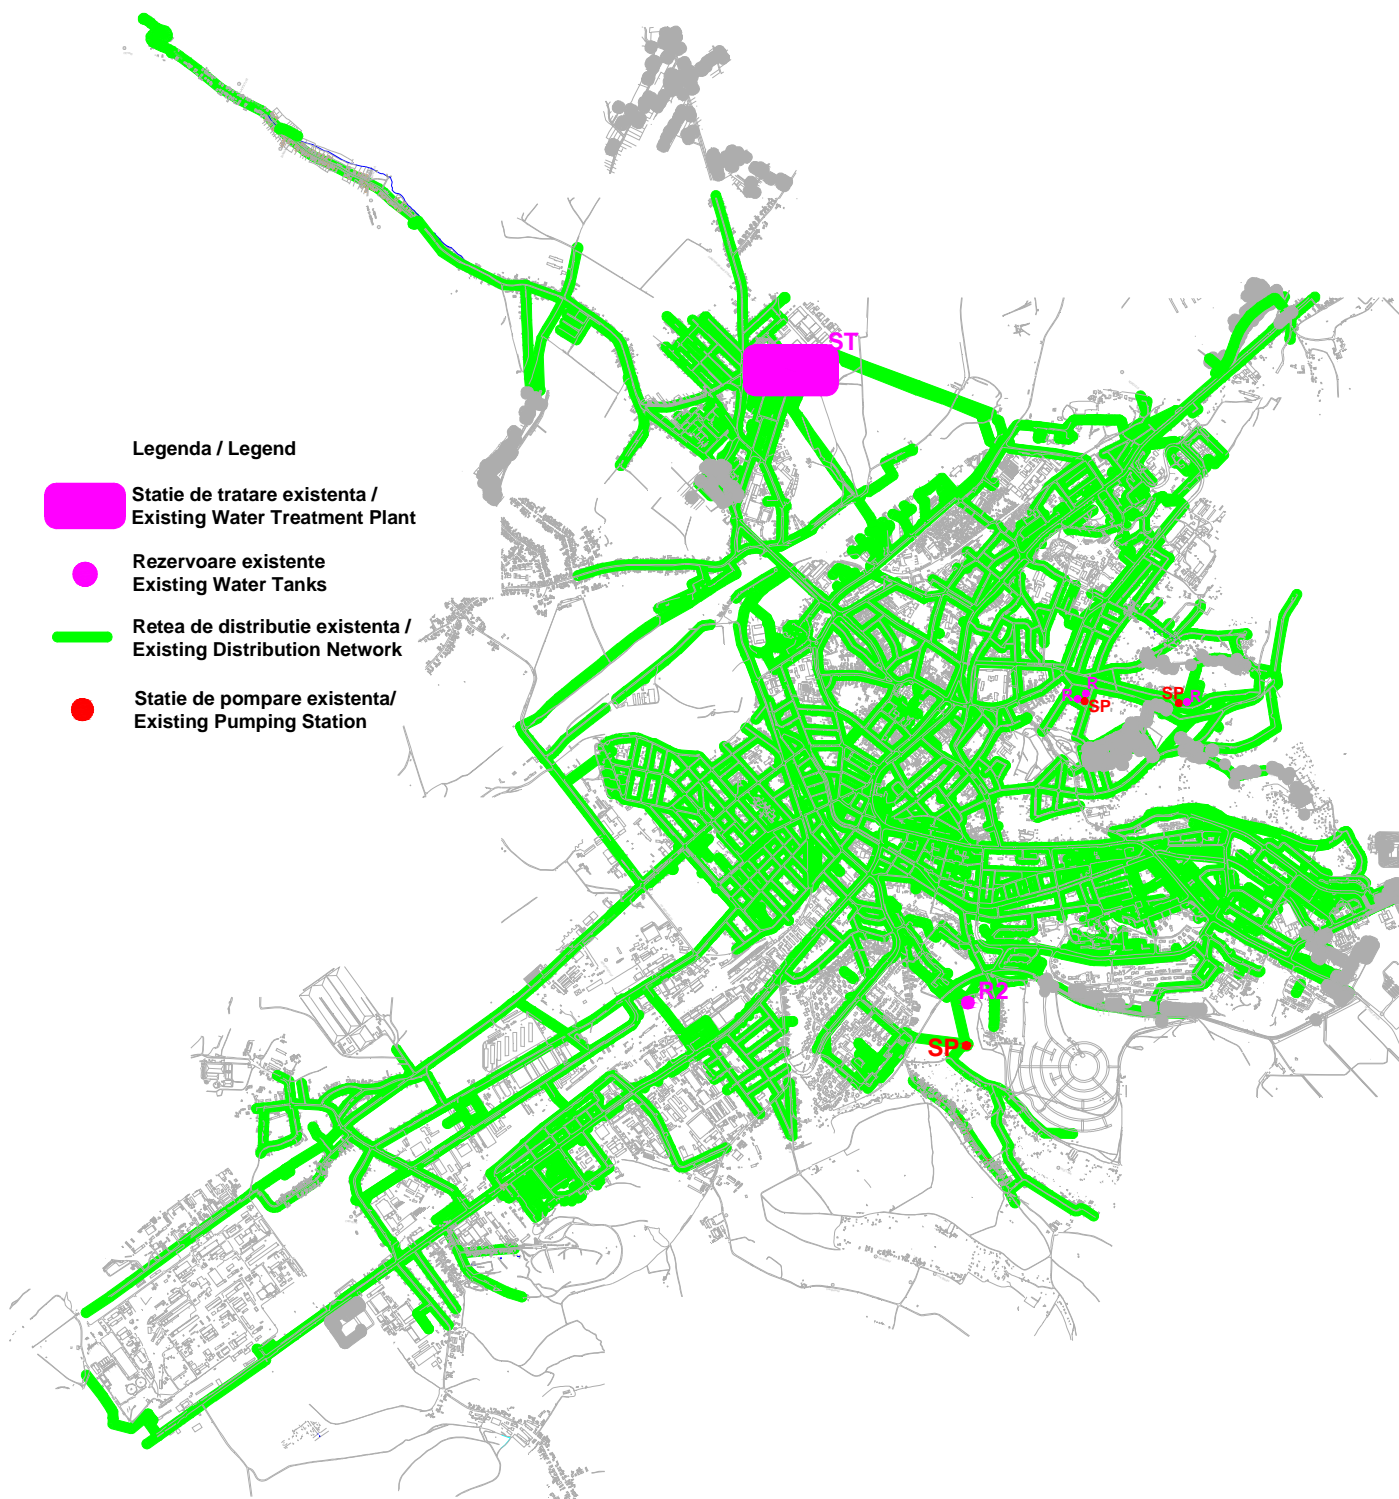 ST
Legenda / Legend
Statie de tratare existenta /
Existing Water Treatment Plant
Rezervoare existente
Existing Water Tanks
Retea de distributie existenta /
Existing Distribution Network
Statie de pompare existenta/
Existing Pumping Station
R
R
SP
SP
R
R2
SP